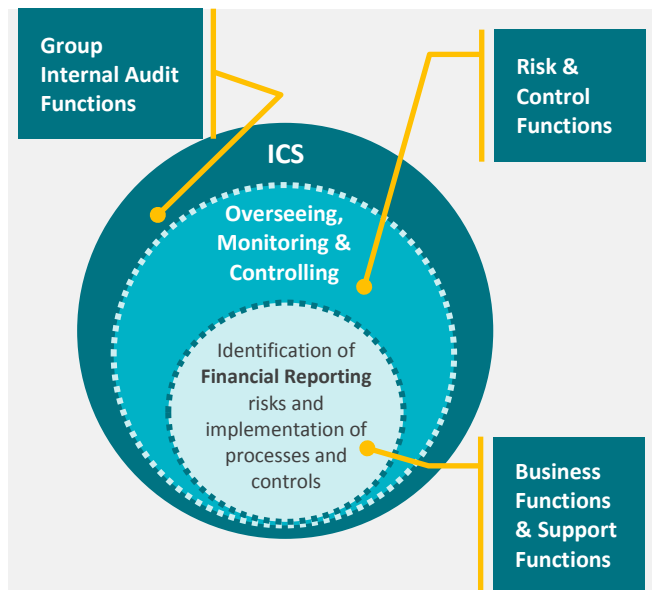 Group
Internal Audit
Functions
Risk &
Control
Functions
ICS
Overseeing,
Monitoring &
Controlling
Identification of
Financial Reporting
risks and
implementation of
processes and
controls
Business
Functions
& Support
Functions